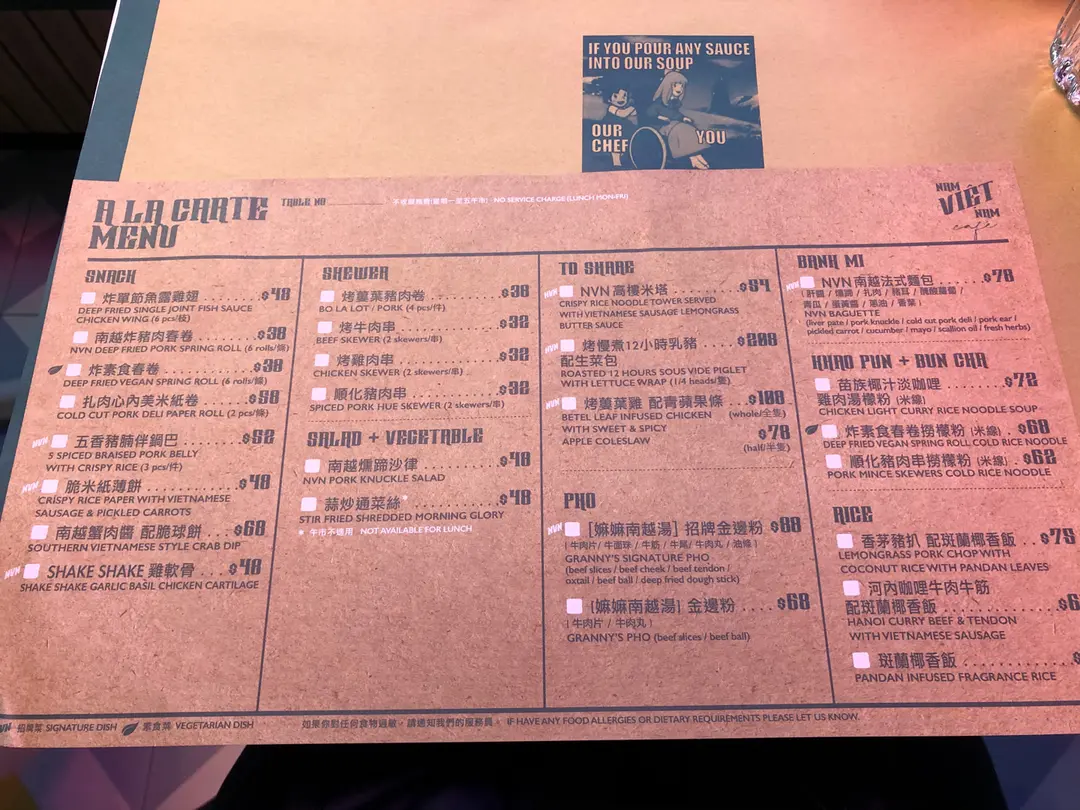 IF YOU POUR ANY SAUCE
INTO OUR SOUP
OUR
CHEF
YOU
A LA CARTE
MENU
TABLE NO
NO SERVICE CHARGE (LUNCH MON-FRI)
NAM
VIỆT
NAM
café
SNACK
炸單節魚露雞翅 $48
DEEP FRIED SINGLE JOINT FISH SAUCE
CHICKEN WING (6 pcs/枝)
南越炸豬肉春卷 $38
NVN DEEP FRIED PORK SPRING ROLL (6 rolls/條)
炸素食春卷 $38
DEEP FRIED VEGAN SPRING ROLL (6 rolls/條)
扎肉心內美米紙卷 $58
COLD CUT PORK DELI PAPER ROLL (2 pcs/條)
NVN 五香豬腩伴鍋巴 $52
5 SPICED BRAISED PORK BELLY
WITH CRISPY RICE (3 pcs/件)
NVN 脆米紙薄餅 $48
CRISPY RICE PAPER WITH VIETNAMESE
SAUSAGE & PICKLED CARROTS
南越蟹肉醬 配脆球餅 $68
SOUTHERN VIETNAMESE STYLE CRAB DIP
NVN SHAKE SHAKE 雞軟骨 $48
SHAKE SHAKE GARLIC BASIL CHICKEN CARTILAGE
SKEWER
烤蔞葉豬肉卷 $38
BO LA LOT / PORK (4 pcs/件)
烤牛肉串 $32
BEEF SKEWER (2 skewers/串)
烤雞肉串 $32
CHICKEN SKEWER (2 skewers/串)
順化豬肉串 $32
SPICED PORK HUE SKEWER (2 skewers/串)
SALAD + VEGETABLE
南越燻蹄沙律 $48
NVN PORK KNUCKLE SALAD
蒜炒通菜絲* $48
STIR FRIED SHREDDED MORNING GLORY
* 午市不適用 NOT AVAILABLE FOR LUNCH
TO SHARE
NVN NVN 高樓米塔 $94
CRISPY RICE NOODLE TOWER SERVED
WITH VIETNAMESE SAUSAGE LEMONGRASS
BUTTER SAUCE
NVN 烤慢煮12小時乳豬 $208
配生菜包
ROASTED 12 HOURS SOUS VIDE PIGLET
WITH LETTUCE WRAP (1/4 heads/隻)
NVN 烤蔞葉雞 配青蘋果條 $108
BETEL LEAF INFUSED CHICKEN (whole/全隻)
WITH SWEET & SPICY $78
APPLE COLESLAW (half/半隻)
PHO
NVN [嫲嫲南越湯] 招牌金邊粉 $88
( 牛肉片 / 牛面珠 / 牛筋 / 牛尾 / 牛肉丸 / 油條 )
GRANNY'S SIGNATURE PHO
(beef slices / beef cheek / beef tendon /
oxtail / beef ball / deep fried dough stick)
[嫲嫲南越湯] 金邊粉 $68
( 牛肉片 / 牛肉丸 )
GRANNY'S PHO (beef slices / beef ball)
BANH MI
NVN NVN 南越法式麵包 $78
NVN BAGUETTE
(liver pate / pork knuckle / cold cut pork deli / pork ear /
pickled carrot / cucumber / mayo / scallion oil / fresh herbs)
KHAO PUN + BUN CHA
苗族椰汁淡咖哩 $72
雞肉湯檬粉 (米線)
CHICKEN LIGHT CURRY RICE NOODLE SOUP
炸素食春卷撈檬粉 (米線) $68
DEEP FRIED VEGAN SPRING ROLL COLD RICE NOODLE
順化豬肉串撈檬粉 (米線) $62
PORK MINCE SKEWERS COLD RICE NOODLE
RICE
香茅豬扒 配斑蘭椰香飯 $75
LEMONGRASS PORK CHOP WITH
COCONUT RICE WITH PANDAN LEAVES
河內咖哩牛肉牛筋
配斑蘭椰香飯 $6
HANOI CURRY BEEF & TENDON
WITH VIETNAMESE SAUSAGE
斑蘭椰香飯 $
PANDAN INFUSED FRAGRANCE RICE
NVN 招牌菜 SIGNATURE DISH 素食菜 VEGETARIAN DISH 如果你對任何食物過敏，請通知我們的服務員。 IF HAVE ANY FOOD ALLERGIES OR DIETARY REQUIREMENTS PLEASE LET US KNOW.